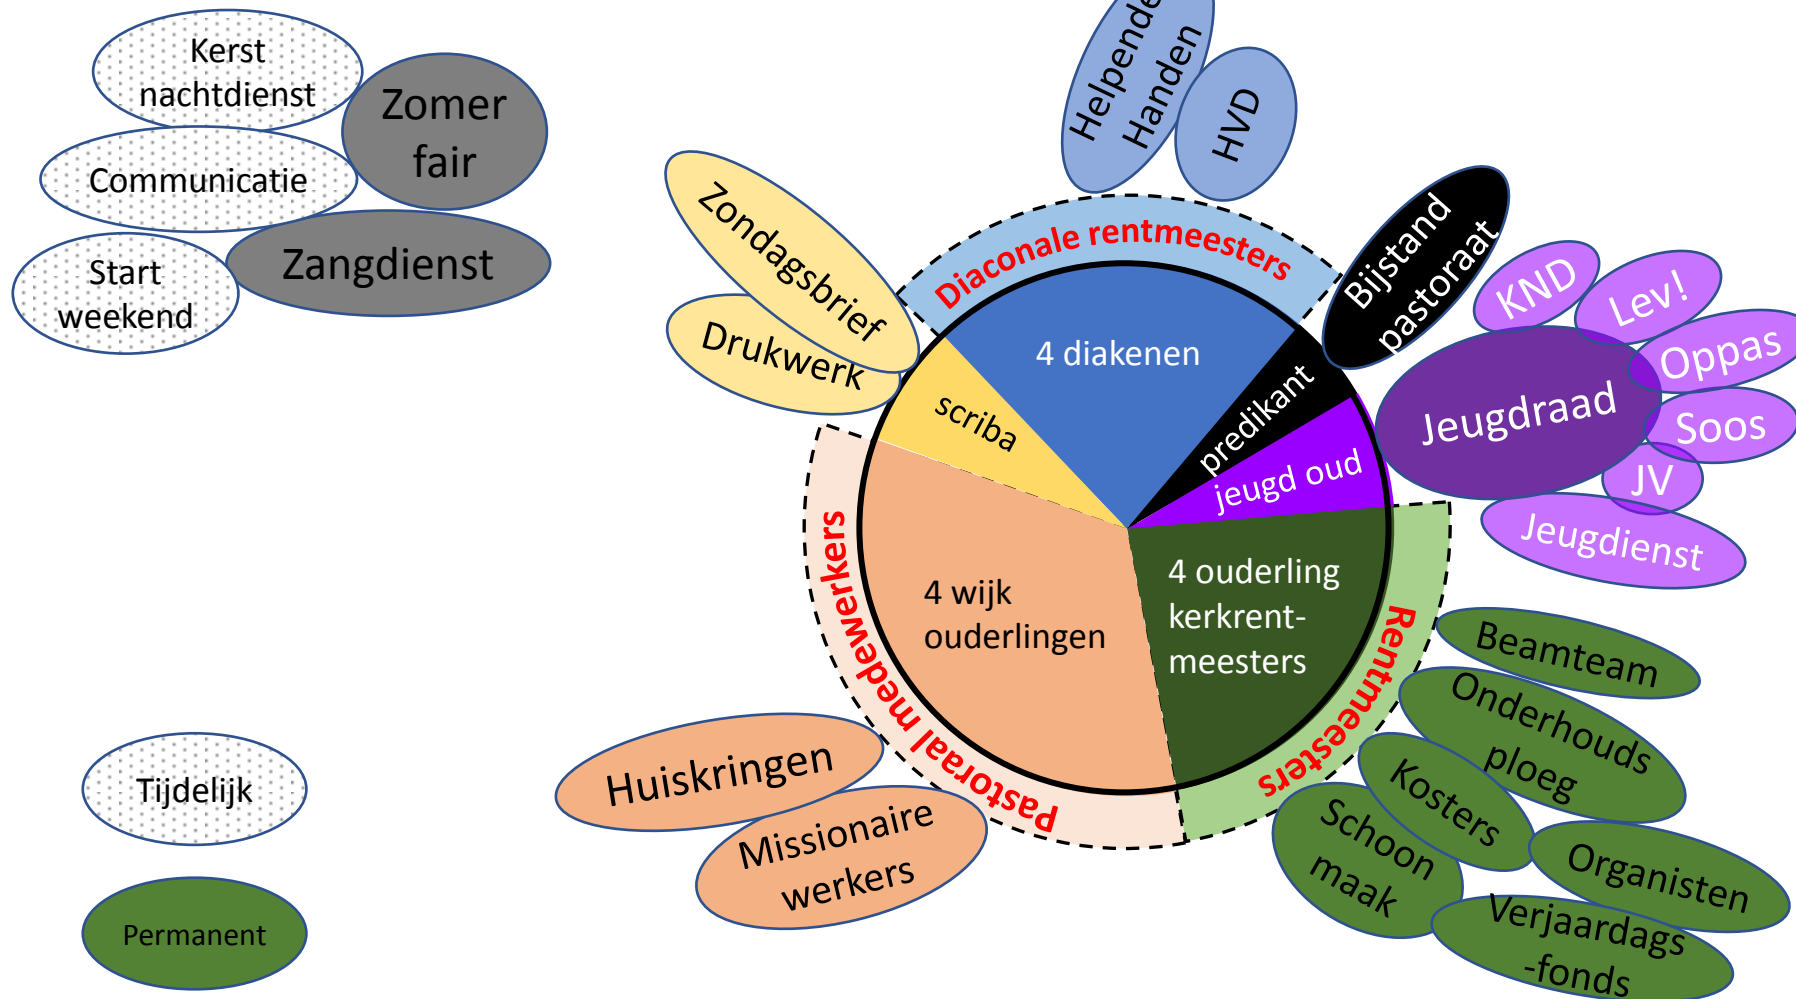 Kerst
nachtdienst
Zomer
fair
Communicatie
Zangdienst
Start
weekend
Helpende
Handen
HVD
Zondagsbrief
Drukwerk
Diaconale rentmeesters
Bijstand
pastoraat
KND
Lev!
Oppas
Jeugdraad
Soos
JV
Jeugdienst
4 diakenen
scriba
predikant
jeugd oud
4 wijk
ouderlingen
4 ouderling
kerkrent-
meesters
Pastoraal medewerkers
Rentmeesters
Beamteam
Onderhouds
ploeg
Kosters
Schoon
maak
Organisten
Verjaardags
-fonds
Huiskringen
Missionaire
werkers
Tijdelijk
Permanent